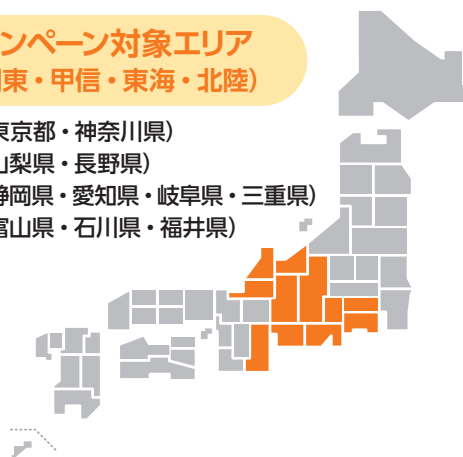 ンペーン対象エリア
東・甲信・東海・北陸）
東京都・神奈川県）
山梨県・長野県）
静岡県・愛知県・岐阜県・三重県）
富山県・石川県・福井県）